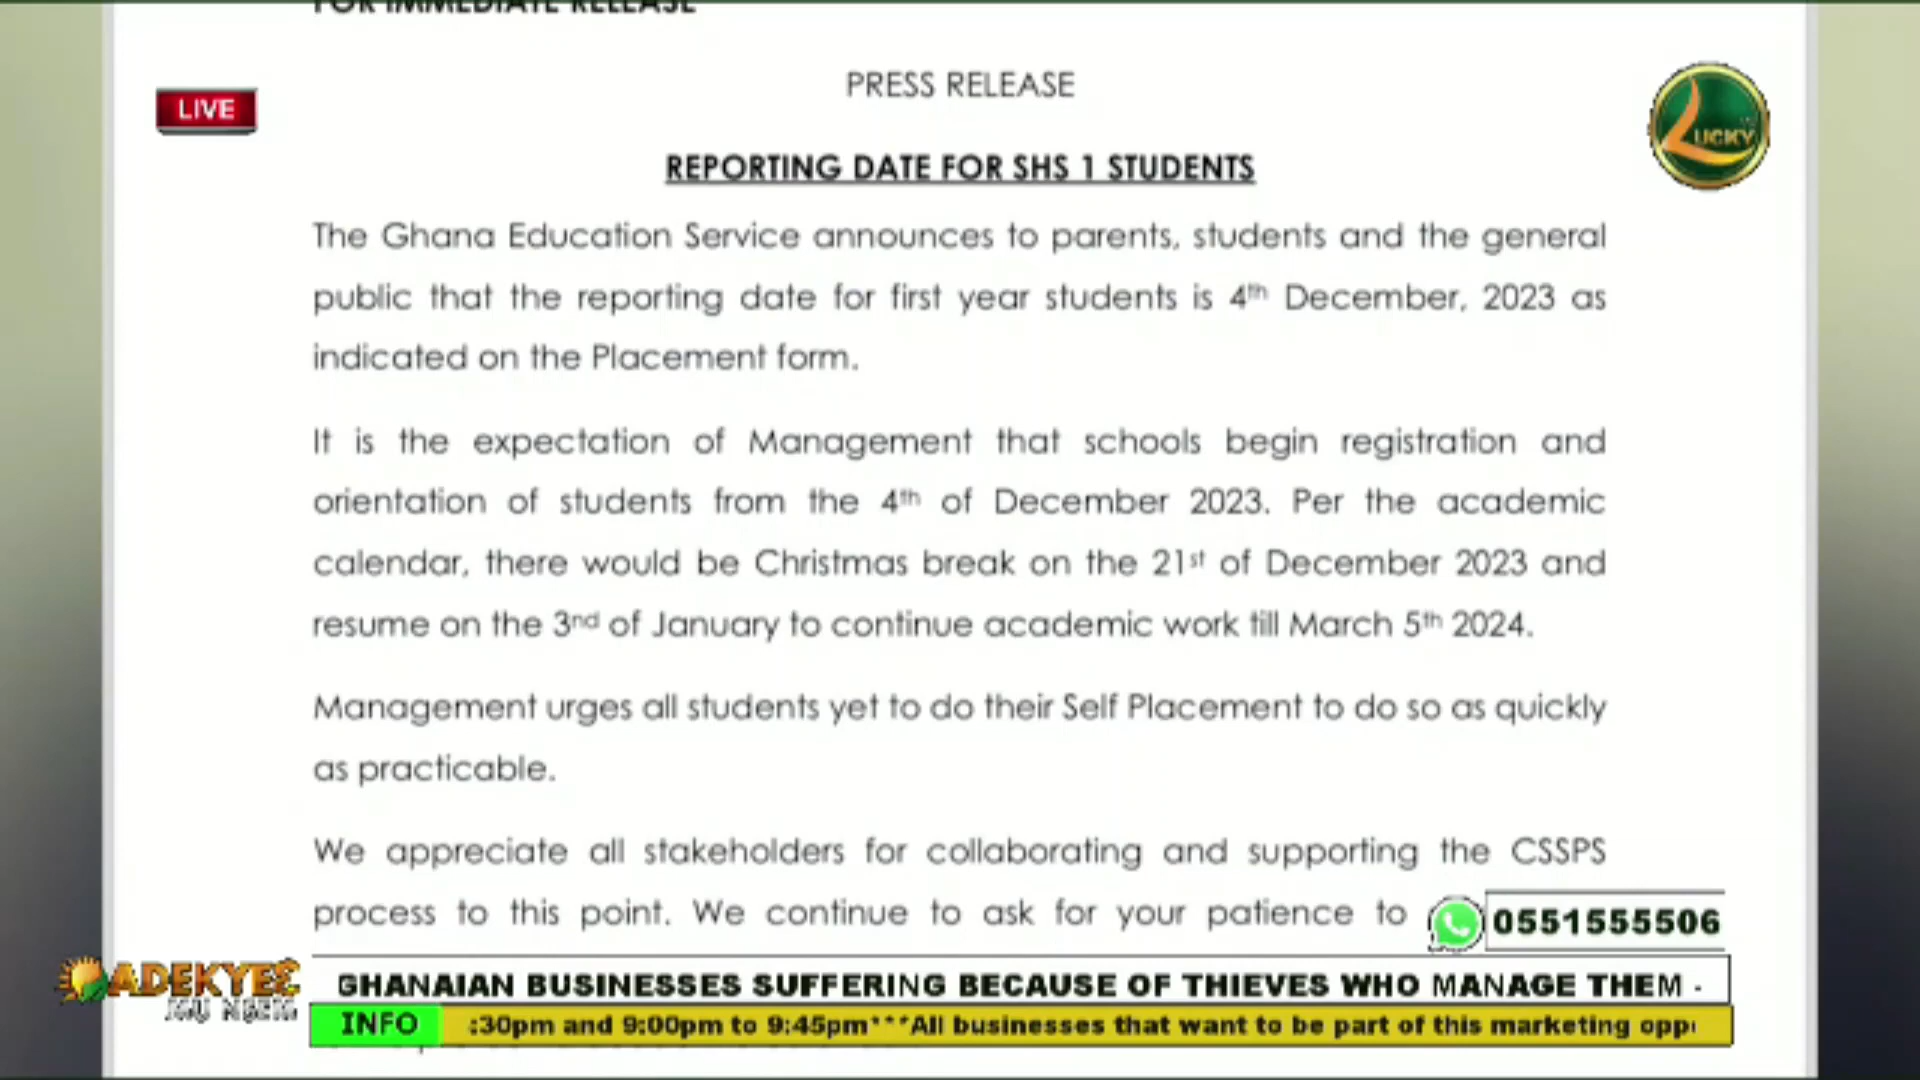 FOR IMMEDIATE RELEASE
PRESS RELEASE
LIVE
LUCKY
REPORTING DATE FOR SHS 1 STUDENTS
The Ghana Education Service announces to parents, students and the general
public that the reporting date for first year students is 4th December, 2023 as
indicated on the Placement form.
It is the expectation of Management that schools begin registration and
orientation of students from the 4th of December 2023. Per the academic
calendar, there would be Christmas break on the 21st of December 2023 and
resume on the 3nd of January to continue academic work till March 5th 2024.
Management urges all students yet to do their Self Placement to do so as quickly
as practicable.
We appreciate all stakeholders for collaborating and supporting the CSSPS
process to this point. We continue to ask for your patience to
0551555506
ADEKYEƐ
MU NSEM
GHANAIAN BUSINESSES SUFFERING BECAUSE OF THIEVES WHO MANAGE THEM -
INFO
:30pm and 9:00pm to 9:45pm***All businesses that want to be part of this marketing opp